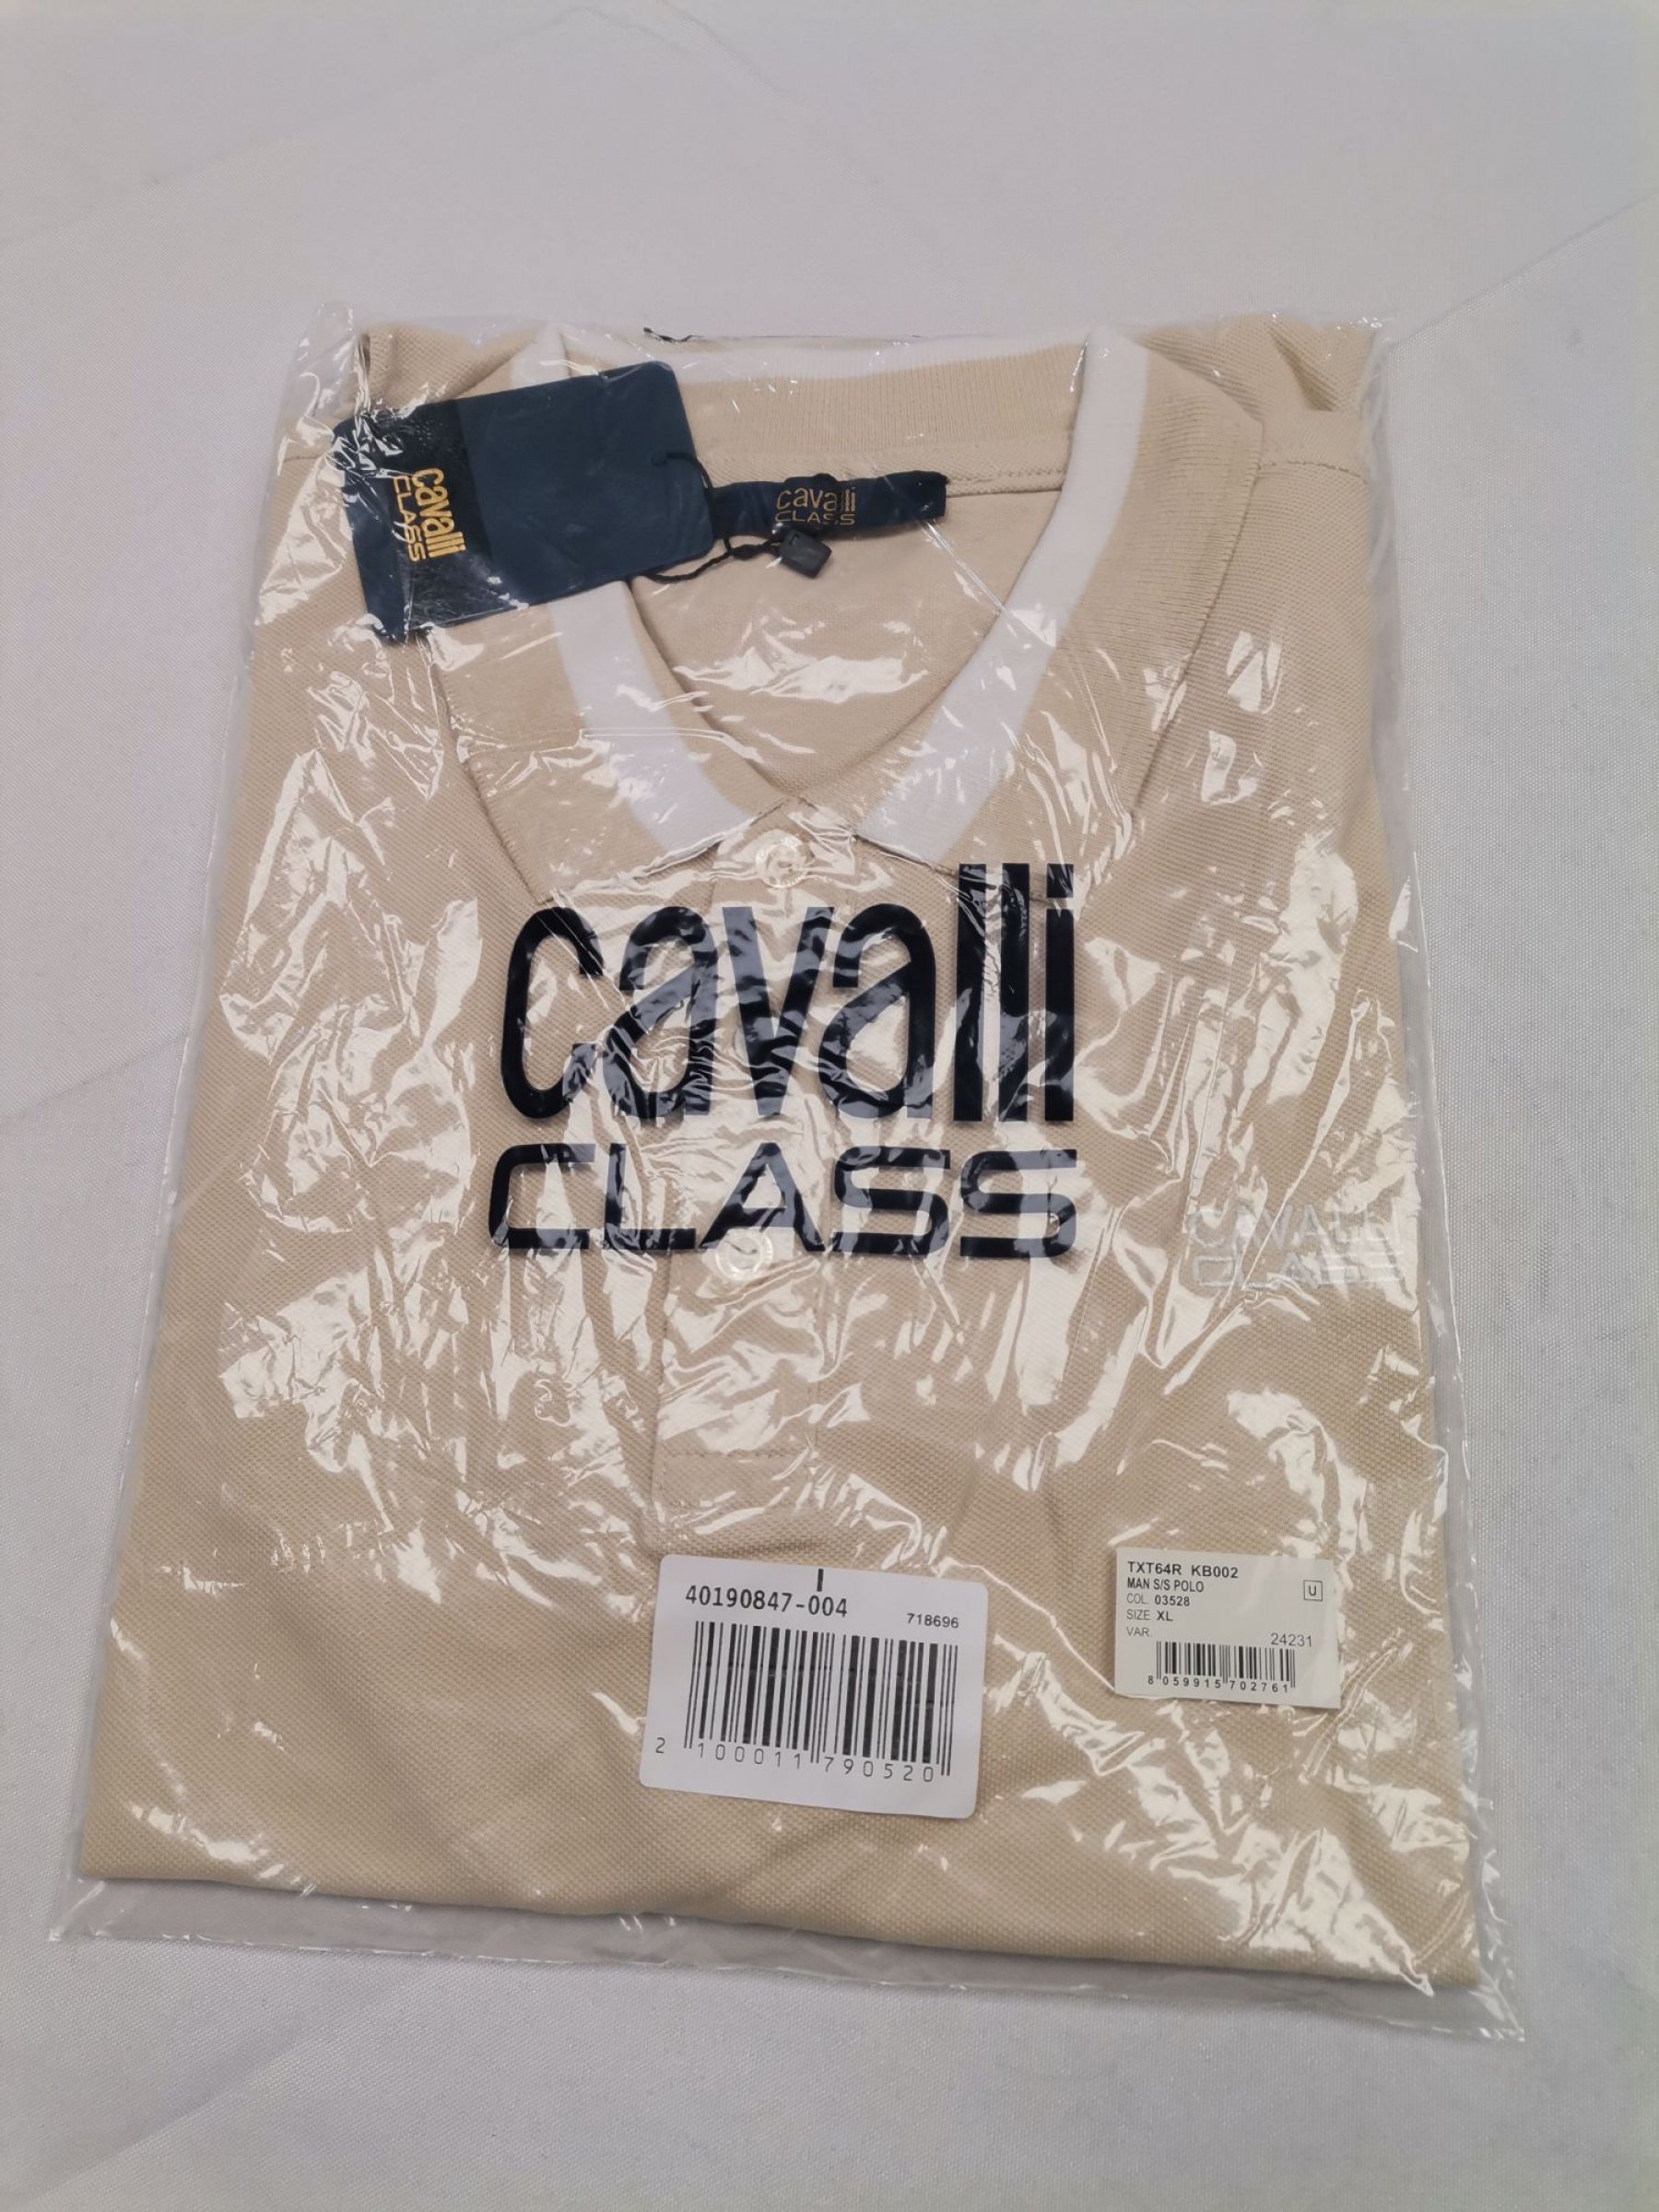 cavalli
CLASS
cavalli
CLASS
cavalli
CLASS
CAVALLI
CLASS
40190847-004
718696
2 100011 790520
TXT64R KB002
MAN S/S POLO
U
COL. 03528
SIZE XL
VAR.
24231
8 059915 702761